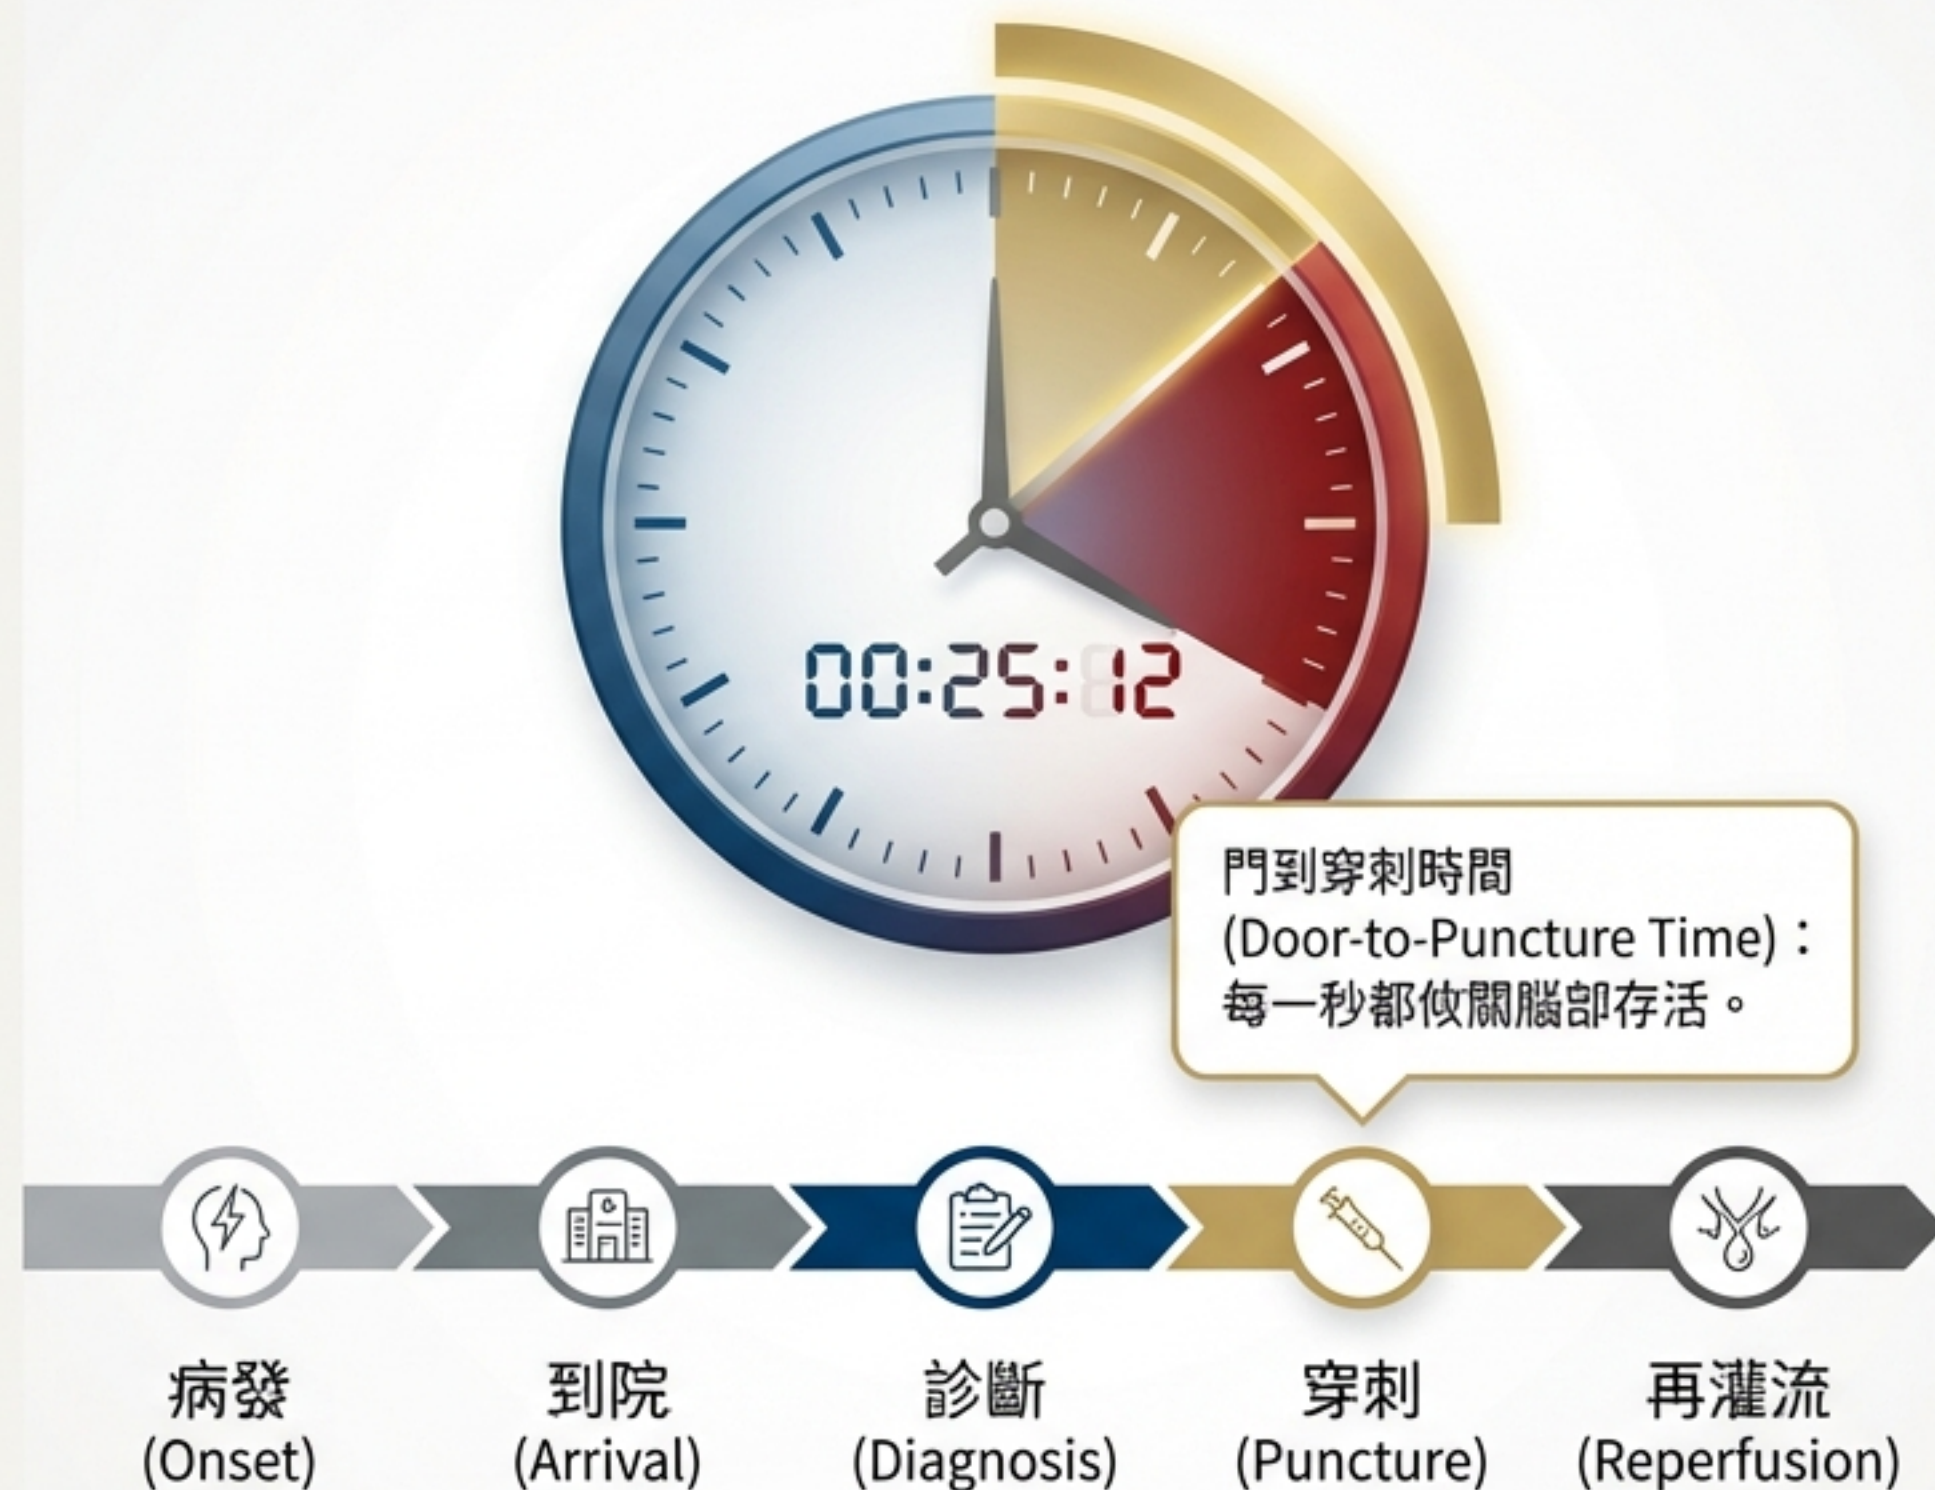 00:25:12
門到穿刺時間
(Door-to-Puncture Time)：
每一秒都攸關腦部存活。
病發
(Onset)
到院
(Arrival)
診斷
(Diagnosis)
穿刺
(Puncture)
再灌流
(Reperfusion)